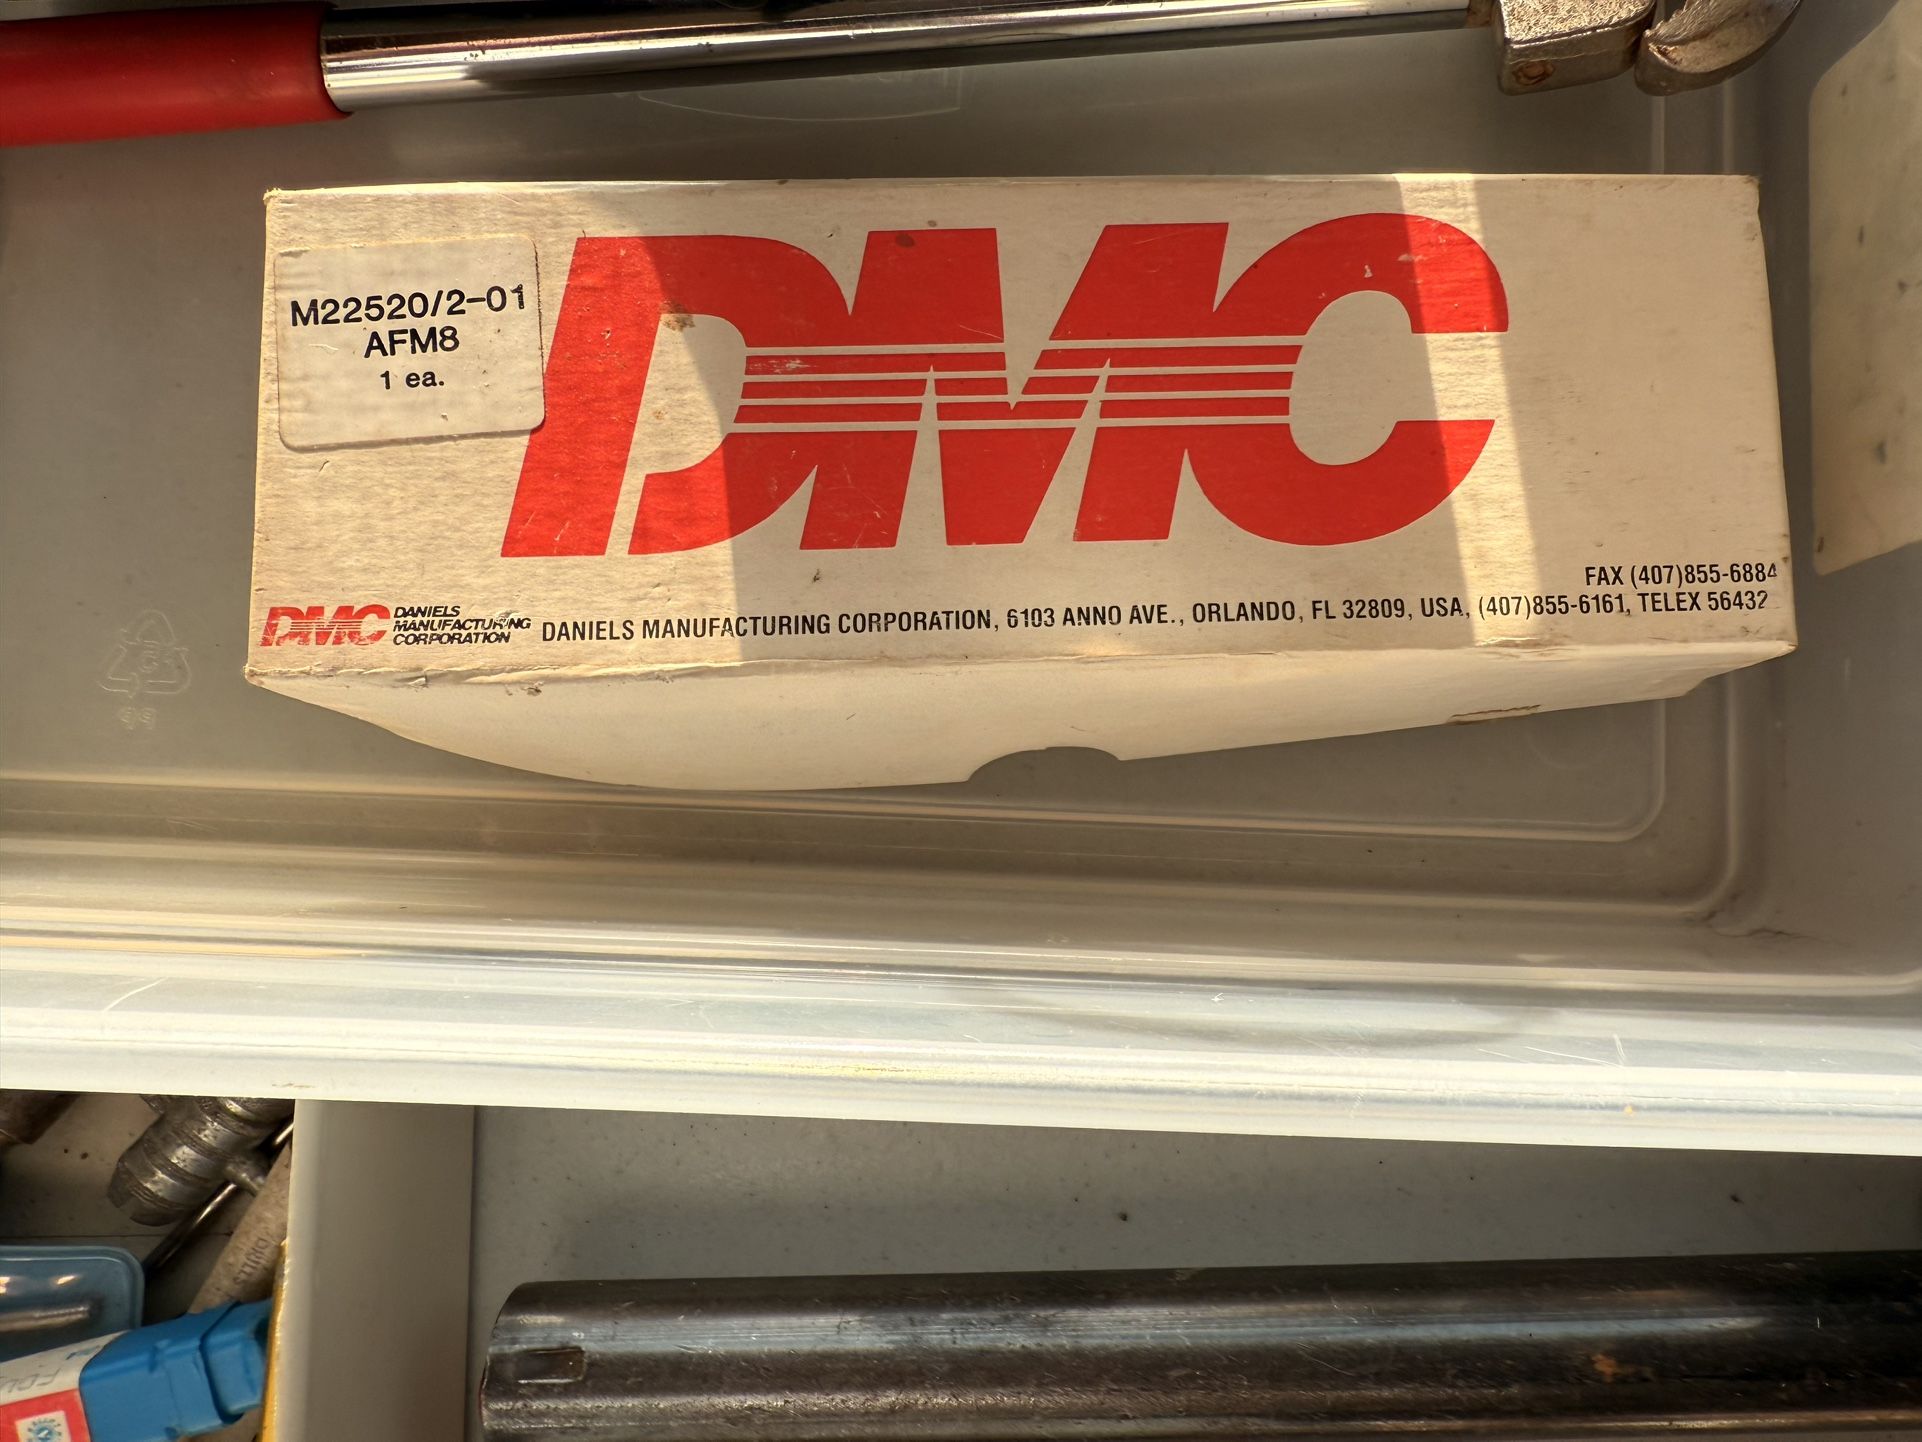 M22520/2-01
AFM8
1 ea.
DMC
FAX (407)855-6884
DMC DANIELS
MANUFACTURING
CORPORATION
DANIELS MANUFACTURING CORPORATION, 6103 ANNO AVE., ORLANDO, FL 32809, USA, (407)855-6161, TELEX 56432
DRILLS